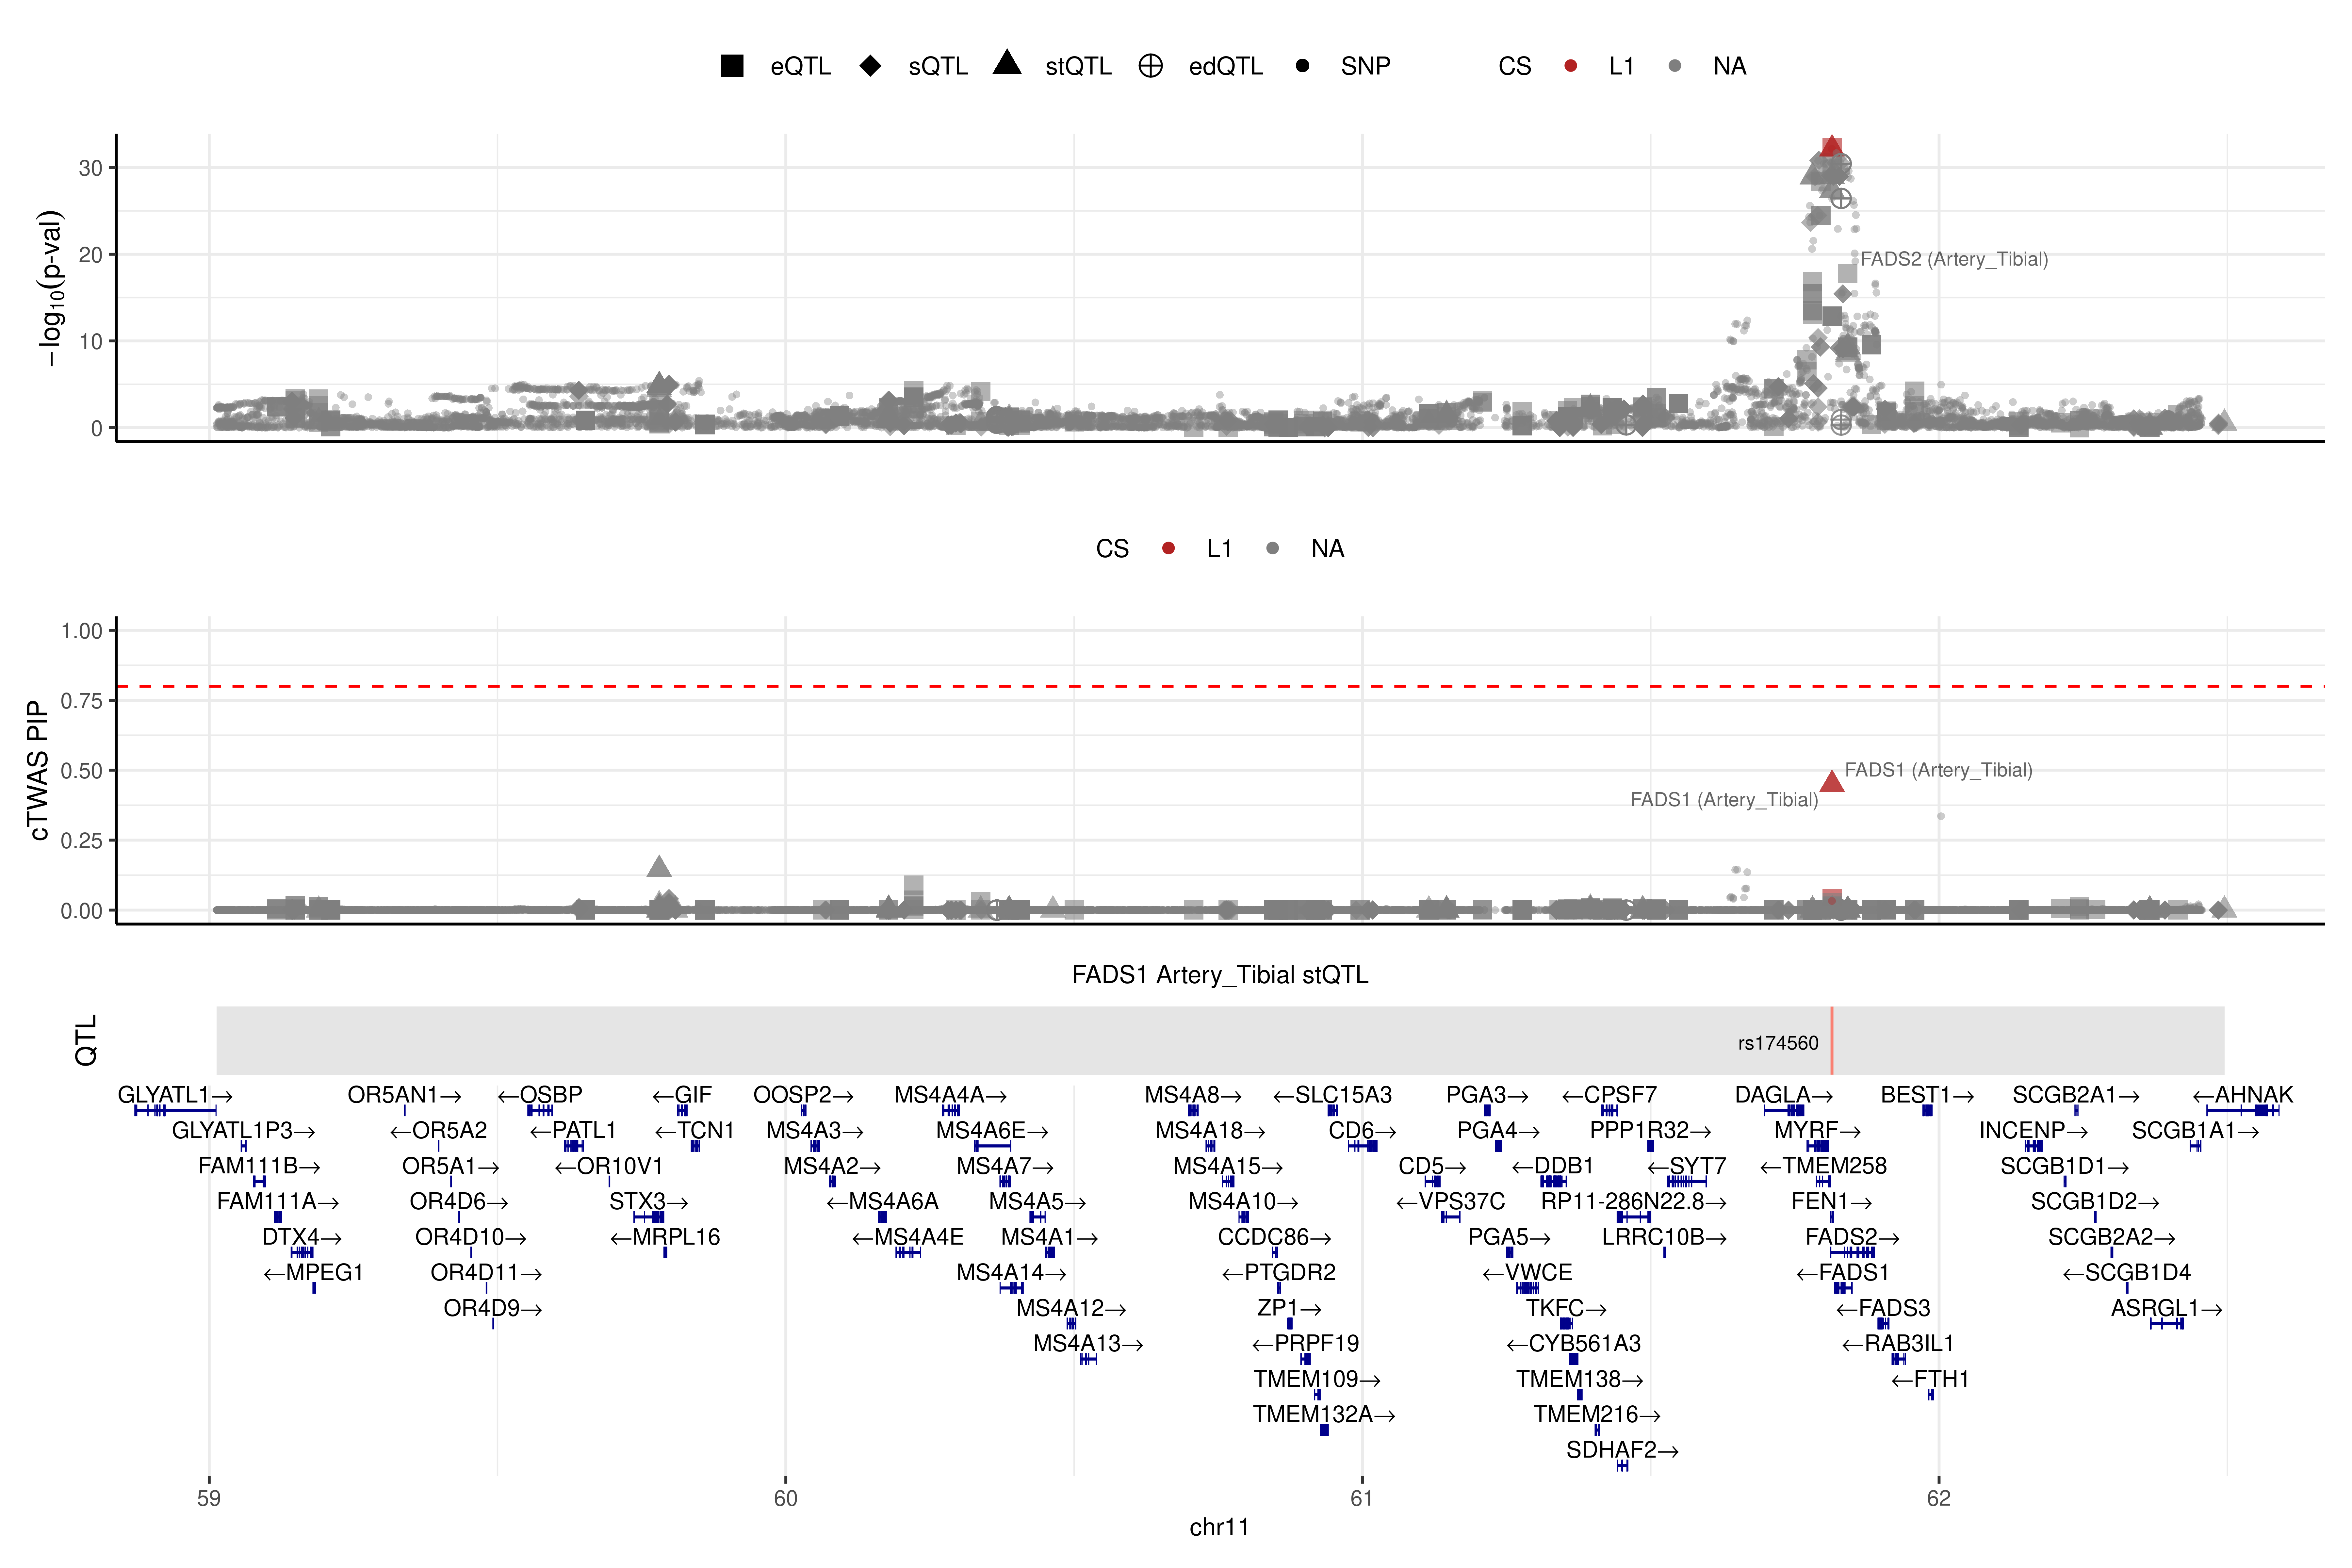 eQTL sQTL stQTL edQTL SNP CS L1 NA
−log10(p-val)
30
20
10
0
FADS2 (Artery_Tibial)
CS L1 NA
cTWAS PIP
1.00
0.75
0.50
0.25
0.00
FADS1 (Artery_Tibial)
FADS1 (Artery_Tibial)
FADS1 Artery_Tibial stQTL
QTL
rs174560
GLYATL1→ OR5AN1→ ←OSBP ←GIF OOSP2→ MS4A4A→ MS4A8→ ←SLC15A3 PGA3→ ←CPSF7 DAGLA→ BEST1→ SCGB2A1→ ←AHNAK
GLYATL1P3→ ←OR5A2 ←PATL1 ←TCN1 MS4A3→ MS4A6E→ MS4A18→ CD6→ PGA4→ PPP1R32→ MYRF→ INCENP→ SCGB1A1→
FAM111B→ OR5A1→ ←OR10V1 MS4A2→ MS4A7→ MS4A15→ CD5→ ←DDB1 ←SYT7 ←TMEM258 SCGB1D1→
FAM111A→ OR4D6→ STX3→ ←MS4A6A MS4A5→ MS4A10→ ←VPS37C RP11-286N22.8→ FEN1→ SCGB1D2→
DTX4→ OR4D10→ ←MRPL16 ←MS4A4E MS4A1→ CCDC86→ PGA5→ LRRC10B→ FADS2→ SCGB2A2→
←MPEG1 OR4D11→ MS4A14→ ←PTGDR2 ←VWCE ←FADS1 ←SCGB1D4
OR4D9→ MS4A12→ ZP1→ TKFC→ ←FADS3 ASRGL1→
MS4A13→ ←PRPF19 ←CYB561A3 ←RAB3IL1
TMEM109→ TMEM138→ ←FTH1
TMEM132A→ TMEM216→
SDHAF2→
59 60 61 62
chr11